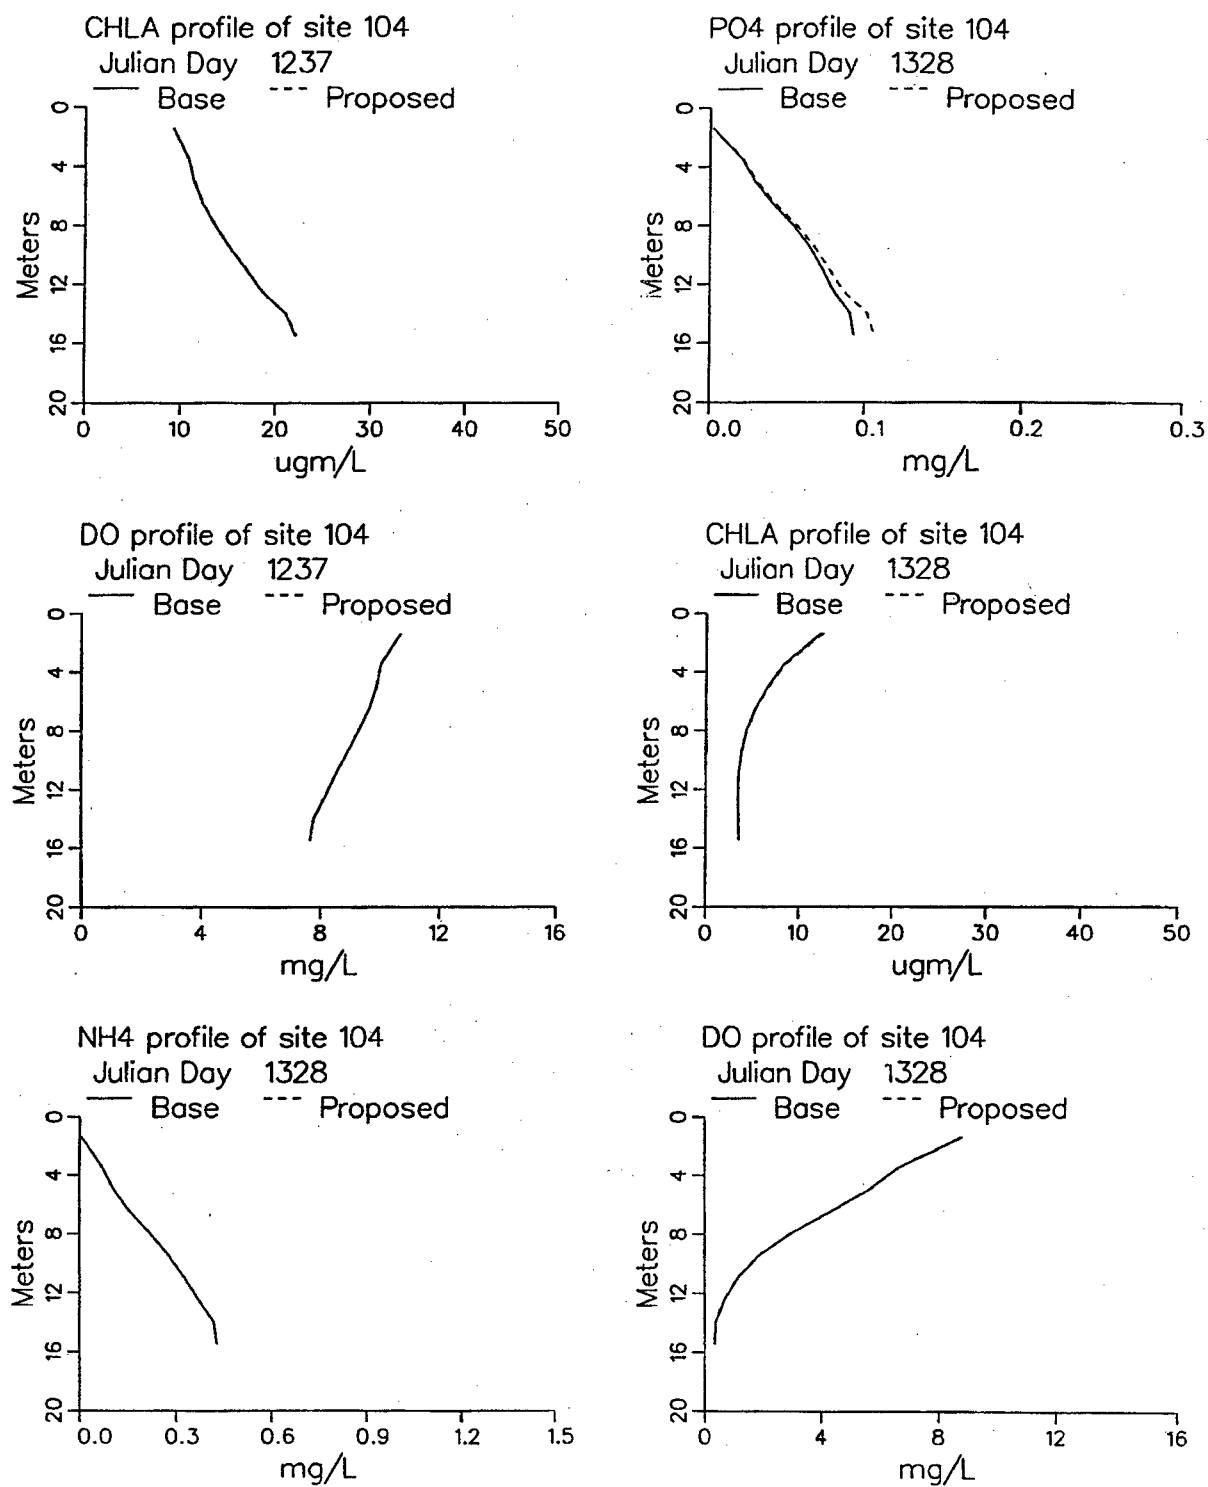 CHLA profile of site 104
Julian Day 1237
Base Proposed
0
4
8
12
16
20
Meters
0 10 20 30 40 50
ugm/L
PO4 profile of site 104
Julian Day 1328
Base Proposed
0
4
8
12
16
20
Meters
0.0 0.1 0.2 0.3
mg/L
DO profile of site 104
Julian Day 1237
Base Proposed
0
4
8
12
16
20
Meters
0 4 8 12 16
mg/L
CHLA profile of site 104
Julian Day 1328
Base Proposed
0
4
8
12
16
20
Meters
0 10 20 30 40 50
ugm/L
NH4 profile of site 104
Julian Day 1328
Base Proposed
0
4
8
12
16
20
Meters
0.0 0.3 0.6 0.9 1.2 1.5
mg/L
DO profile of site 104
Julian Day 1328
Base Proposed
0
4
8
12
16
20
Meters
0 4 8 12 16
mg/L